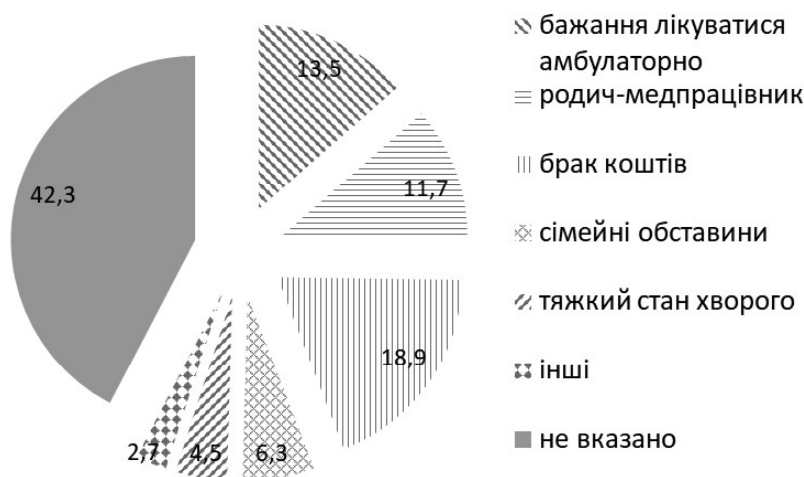 13,5
11,7
18,9
6,3
4,5
2,7
42,3
бажання лікуватися
амбулаторно
родич-медпрацівник
брак коштів
сімейні обставини
тяжкий стан хворого
інші
не вказано